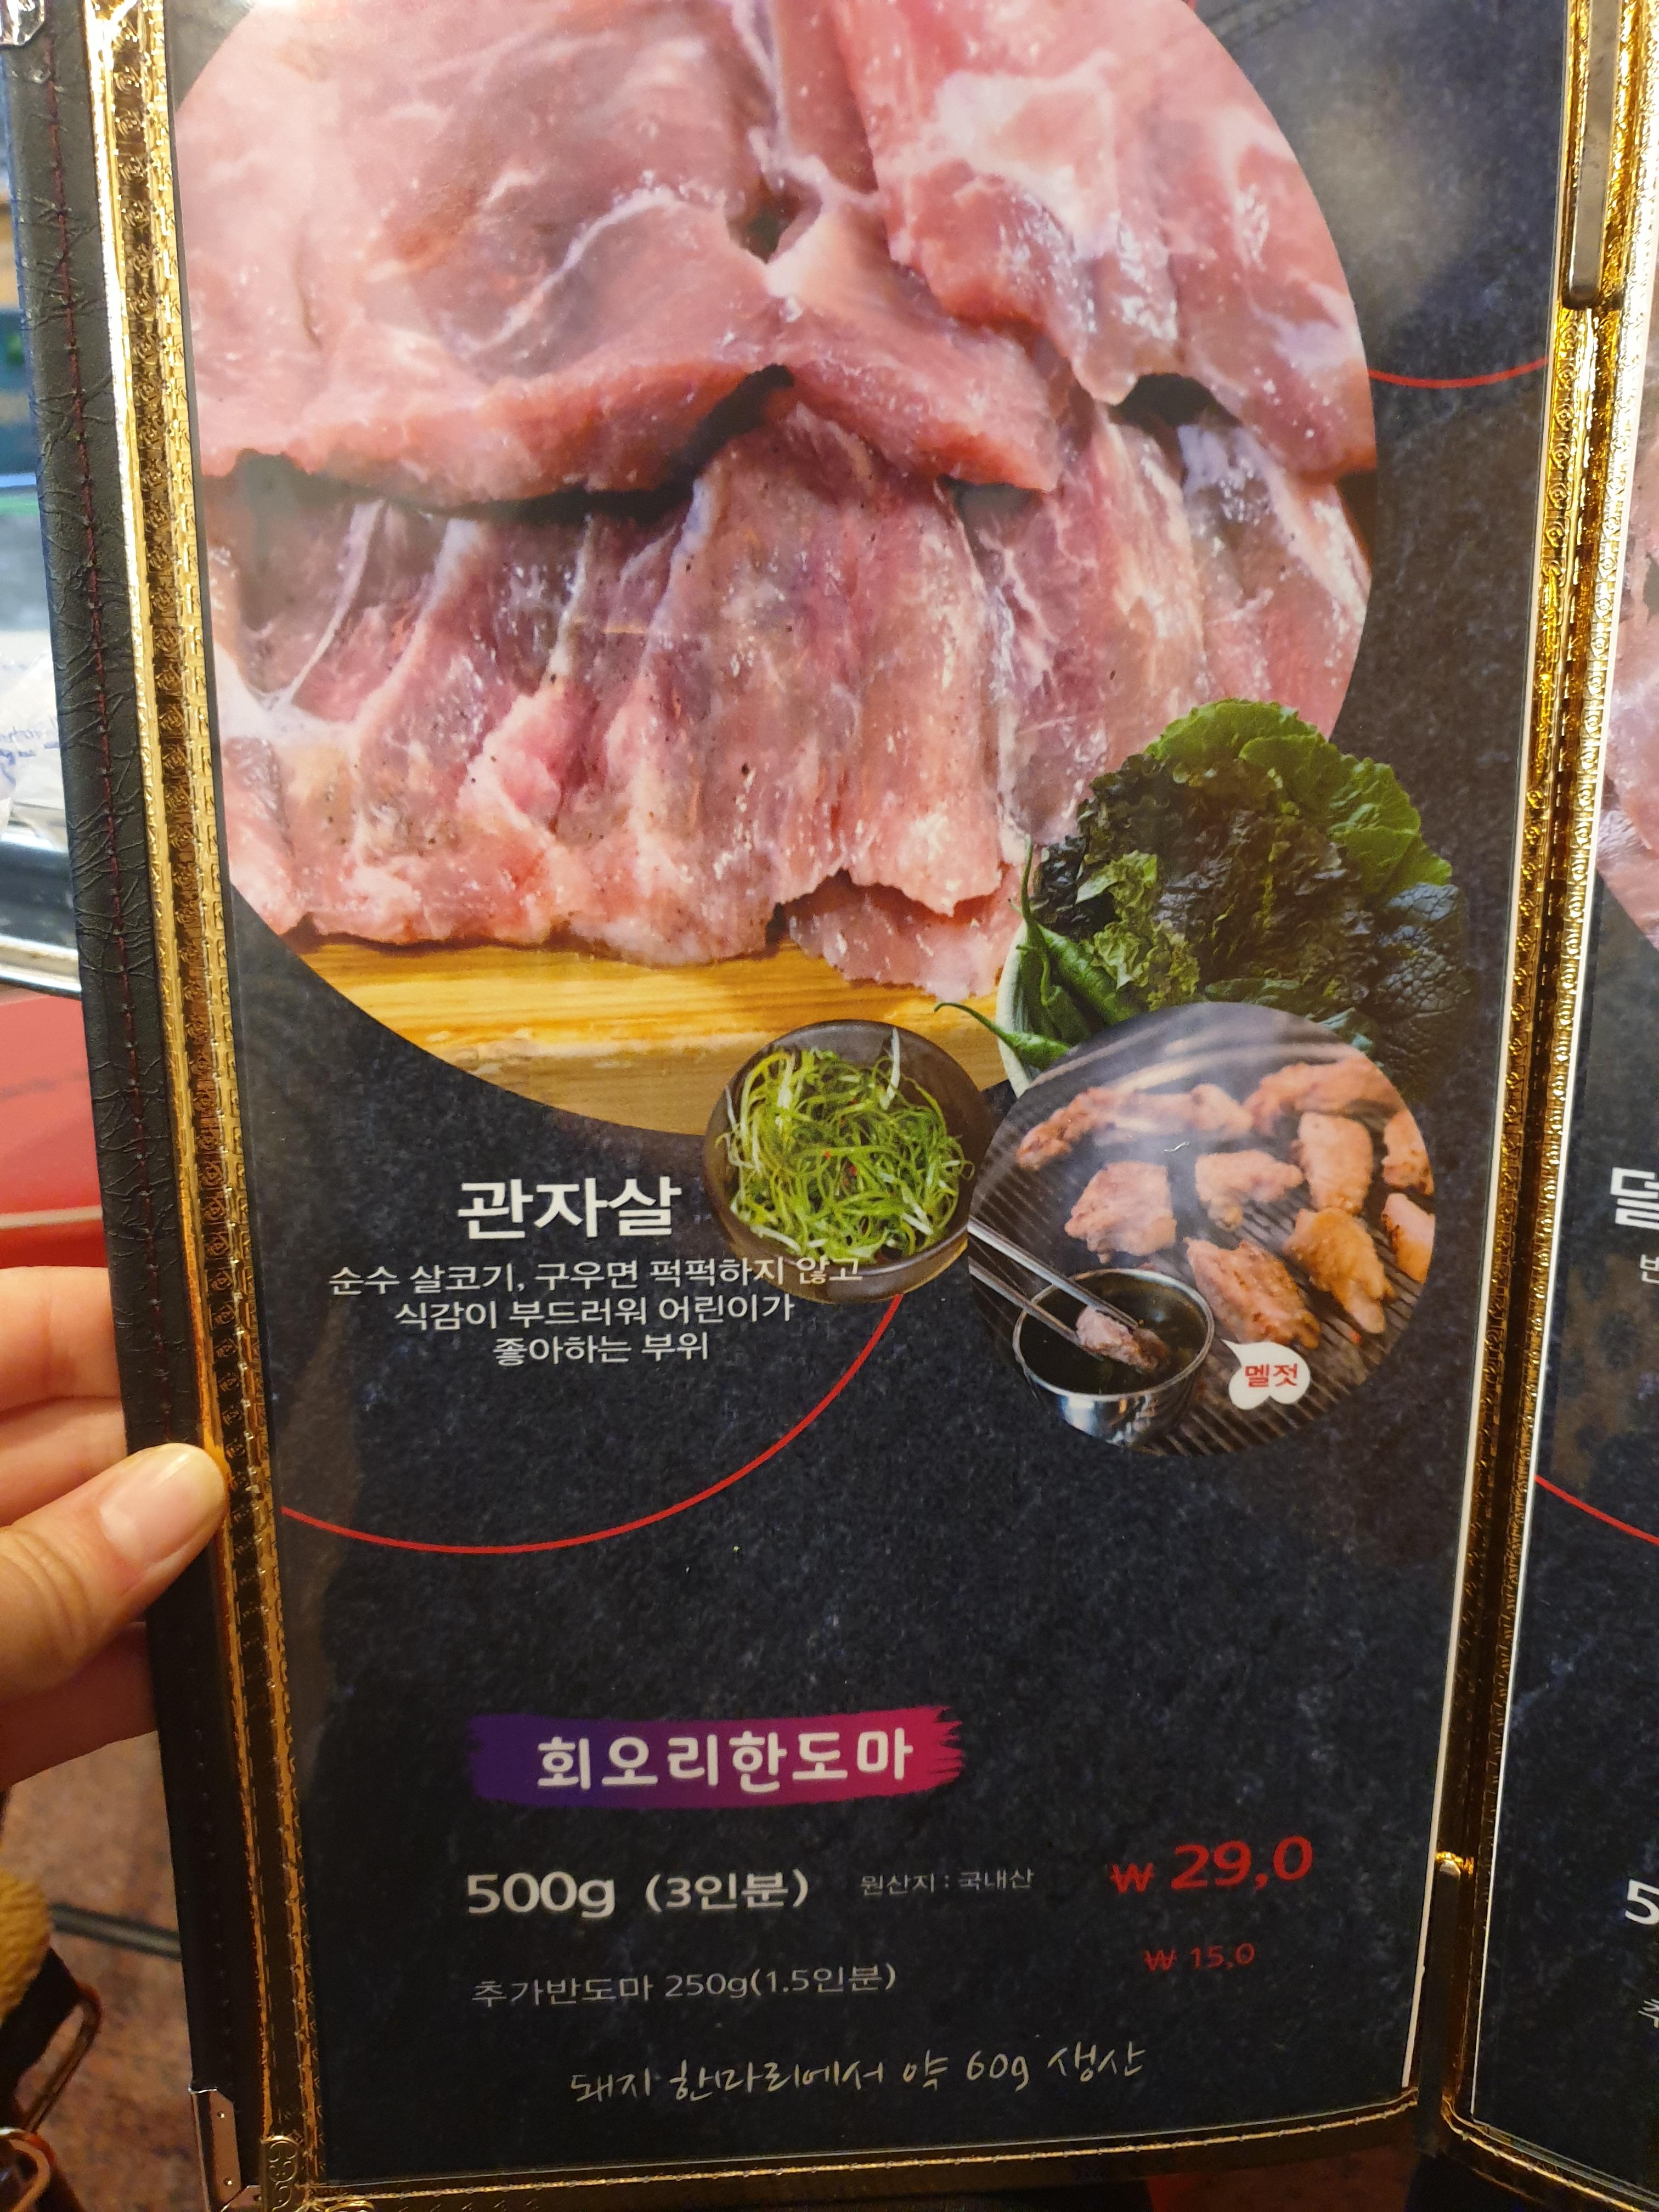 관자살
순수 살코기, 구우면 퍽퍽하지 않고
식감이 부드러워 어린이가
좋아하는 부위
멜젓
회오리한도마
500g (3인분) 원산지 : 국내산 ₩ 29,0
추가반도마 250g(1.5인분) ₩ 15,0
돼지 한마리에서 약 60g 생산
덜
5
추